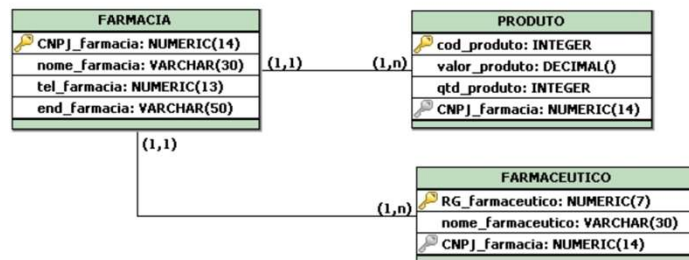 FARMACIA
CNPJ_farmacia: NUMERIC(14)
nome_farmacia: VARCHAR(30)
tel_farmacia: NUMERIC(13)
end_farmacia: VARCHAR(50)
(1,1)
(1,n)
PRODUTO
cod_produto: INTEGER
valor_produto: DECIMAL()
qtd_produto: INTEGER
CNPJ_farmacia: NUMERIC(14)
(1,1)
(1,n)
FARMACEUTICO
RG_farmaceutico: NUMERIC(7)
nome_farmaceutico: VARCHAR(30)
CNPJ_farmacia: NUMERIC(14)